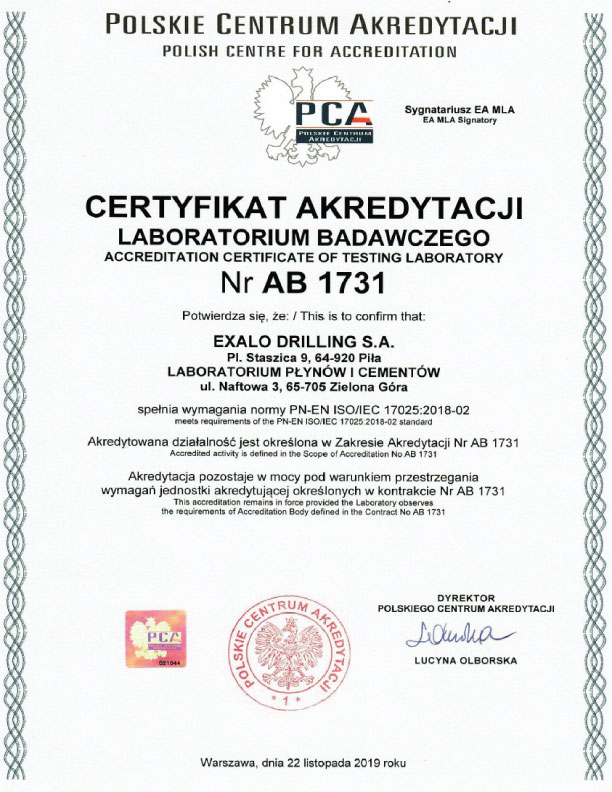 POLSKIE CENTRUM AKREDYTACJI
POLISH CENTRE FOR ACCREDITATION
PCA
POLSKIE CENTRUM
AKREDYTACJI
Sygnatariusz EA MLA
EA MLA Signatory
CERTYFIKAT AKREDYTACJI
LABORATORIUM BADAWCZEGO
ACCREDITATION CERTIFICATE OF TESTING LABORATORY
Nr AB 1731
Potwierdza się, że: / This is to confirm that:
EXALO DRILLING S.A.
Pl. Staszica 9, 64-920 Piła
LABORATORIUM PŁYNÓW I CEMENTÓW
ul. Naftowa 3, 65-705 Zielona Góra
spełnia wymagania normy PN-EN ISO/IEC 17025:2018-02
meets requirements of the PN-EN ISO/IEC 17025:2018-02 standard
Akredytowana działalność jest określona w Zakresie Akredytacji Nr AB 1731
Accredited activity is defined in the Scope of Accreditation No AB 1731
Akredytacja pozostaje w mocy pod warunkiem przestrzegania
wymagań jednostki akredytującej określonych w kontrakcie Nr AB 1731
This accreditation remains in force provided the Laboratory observes
the requirements of Accreditation Body defined in the Contract No AB 1731
DYREKTOR
POLSKIEGO CENTRUM AKREDYTACJI
LUCYNA OLBORSKA
PCA
021044
POLSKIE CENTRUM AKREDYTACJI
* 1 *
Warszawa, dnia 22 listopada 2019 roku